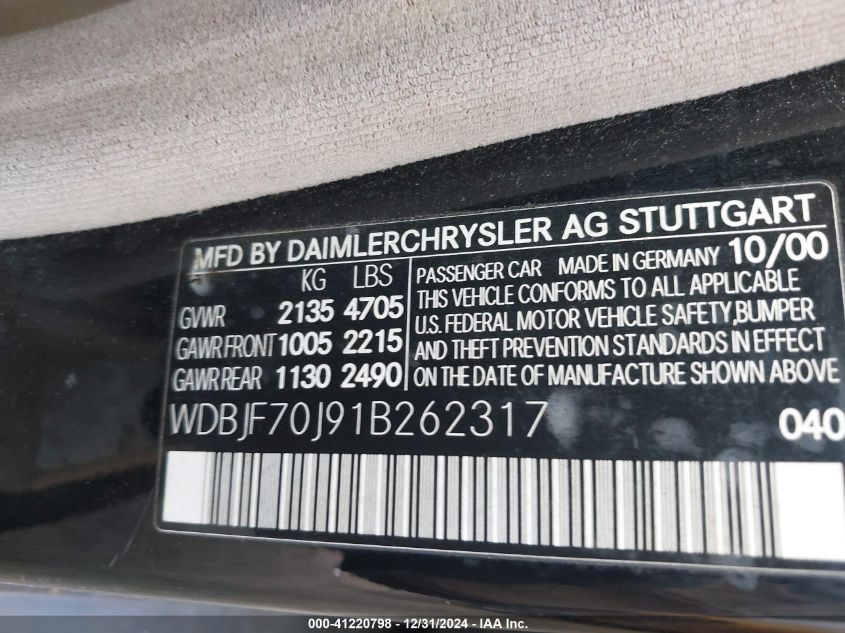 MFD BY DAIMLERCHRYSLER AG STUTTGART
KG LBS
GVWR 2135 4705
GAWR FRONT 1005 2215
GAWR REAR 1130 2490
PASSENGER CAR MADE IN GERMANY 10/00
THIS VEHICLE CONFORMS TO ALL APPLICABLE
U.S. FEDERAL MOTOR VEHICLE SAFETY, BUMPER
AND THEFT PREVENTION STANDARDS IN EFFECT
ON THE DATE OF MANUFACTURE SHOWN ABOVE
WDBJF70J91B262317 040
000-41220798 - 12/31/2024 - IAA Inc.